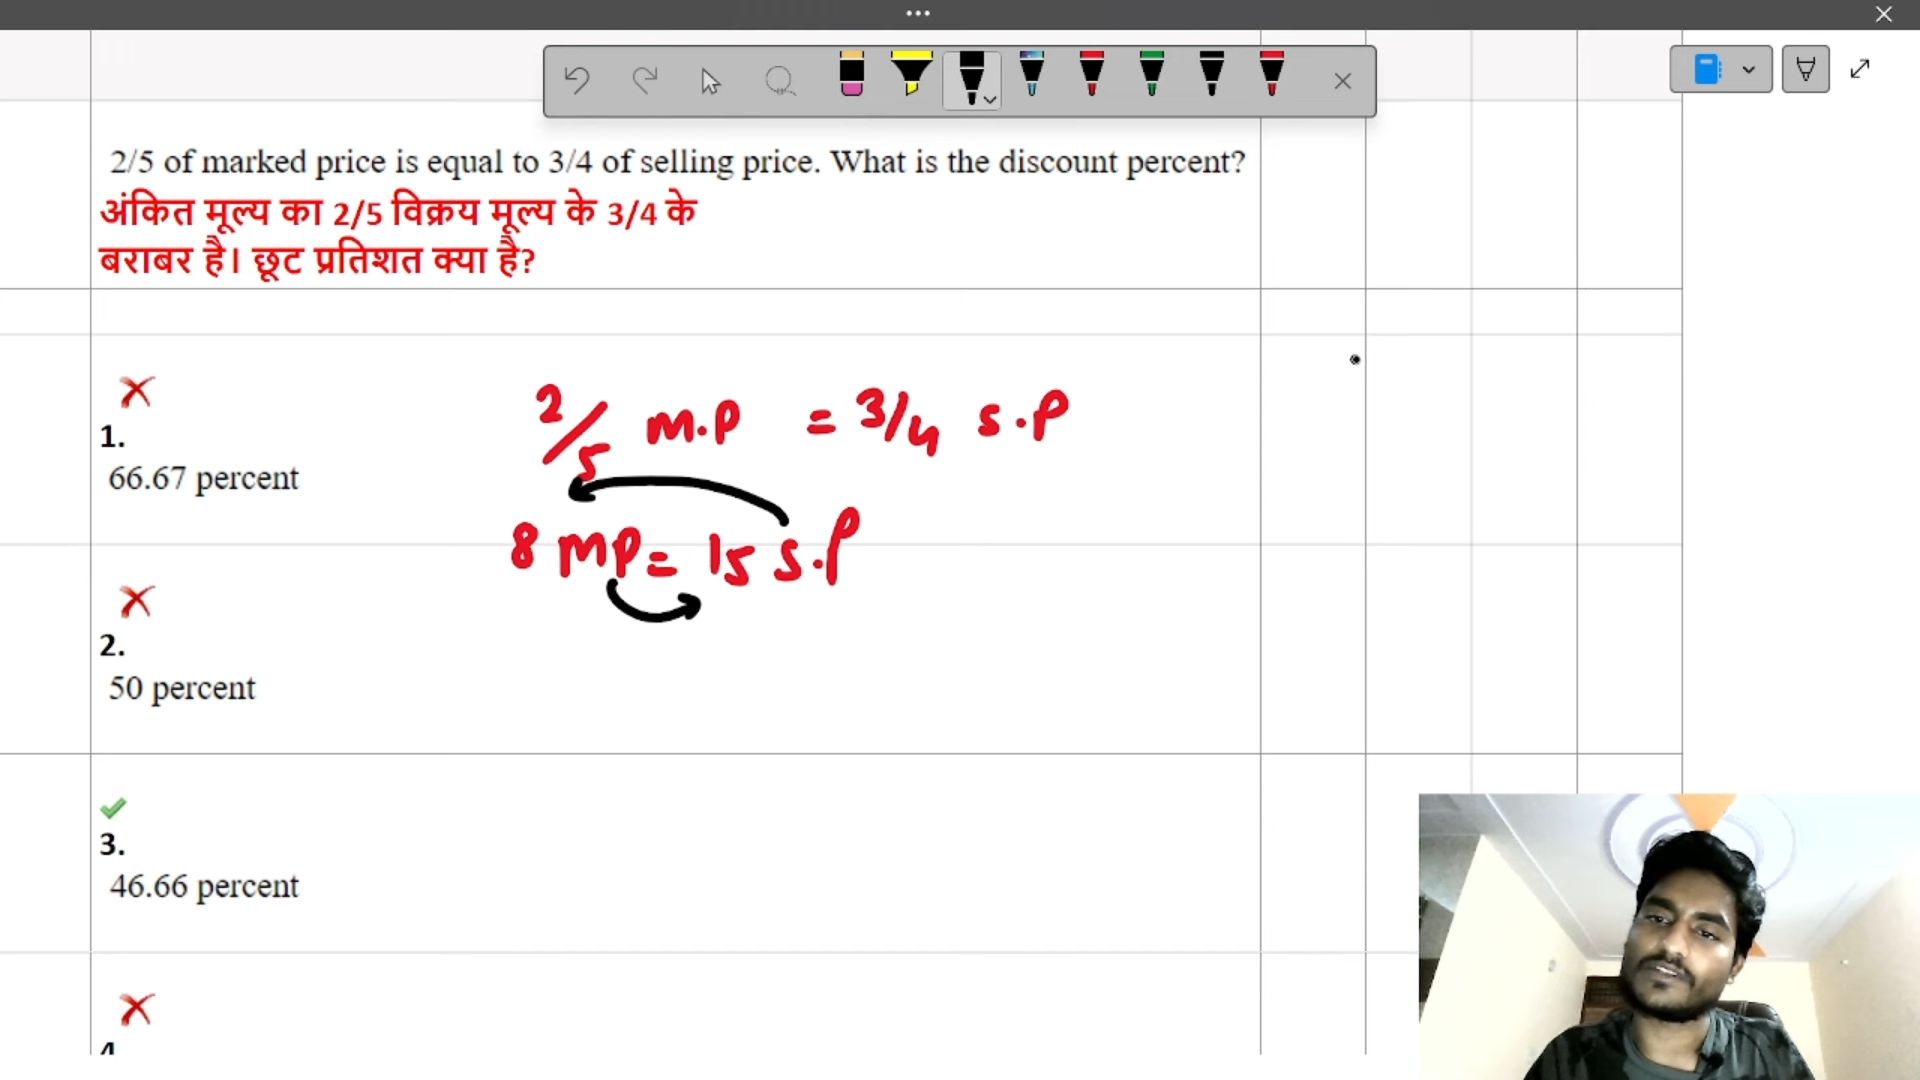 2/5 of marked price is equal to 3/4 of selling price. What is the discount percent?
अंकित मूल्य का 2/5 विक्रय मूल्य के 3/4 के
बराबर है। छूट प्रतिशत क्या है?
1.
66.67 percent
2/5 M.P = 3/4 S.P
8 MP = 15 S.P
2.
50 percent
3.
46.66 percent
4